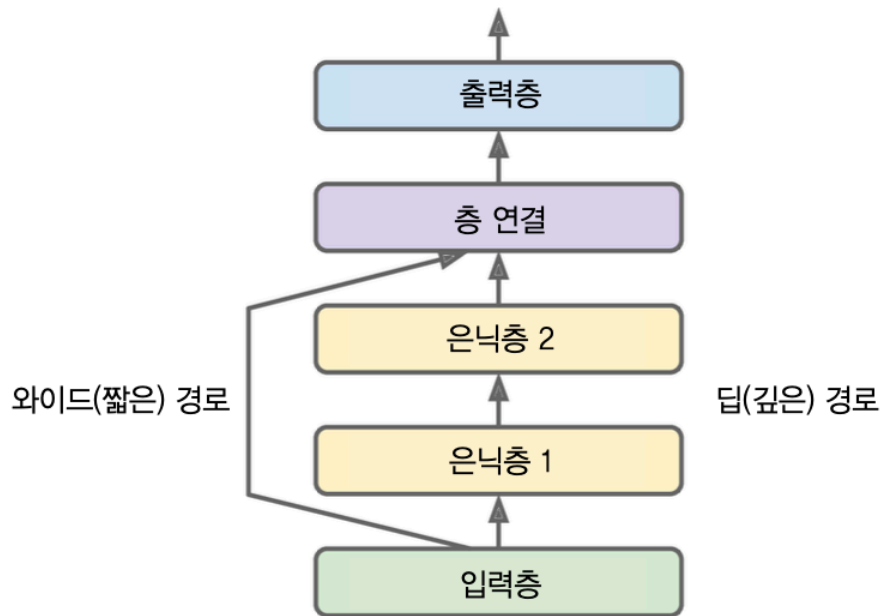 출력층
층 연결
은닉층 2
와이드(짧은) 경로
딥(깊은) 경로
은닉층 1
입력층